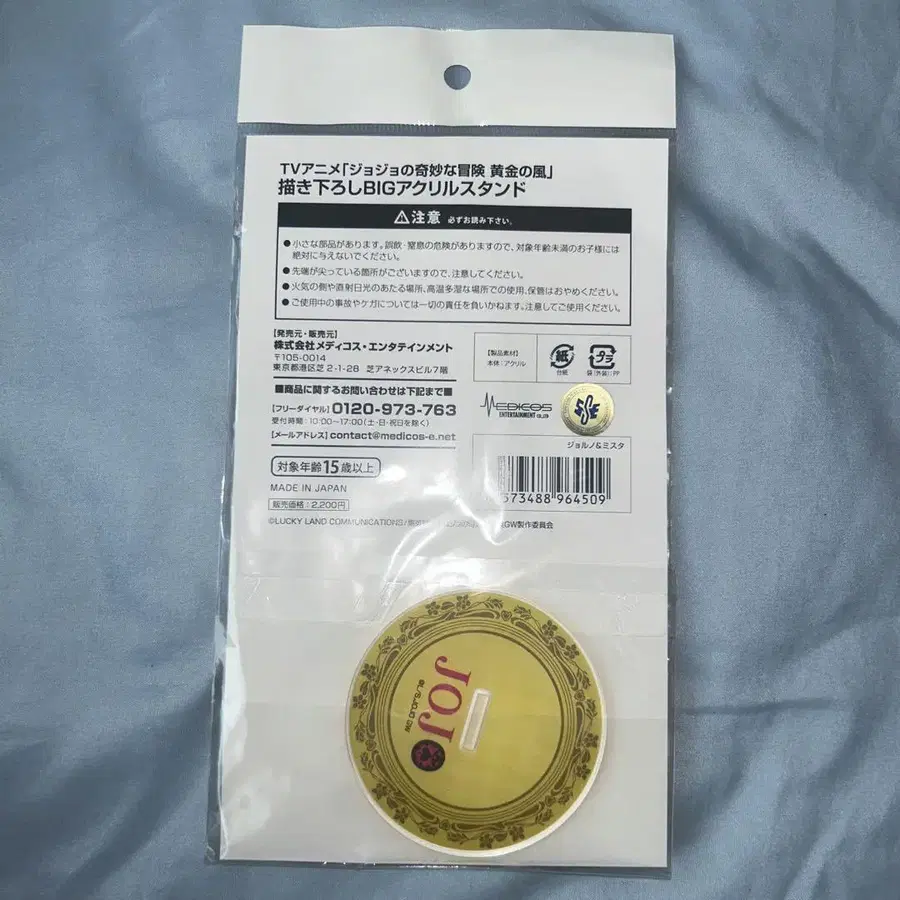 TVアニメ「ジョジョの奇妙な冒険 黄金の風」
描き下ろしBIGアクリルスタンド
注意 必ずお読み下さい。
●小さな部品があります。誤飲・窒息の危険がありますので、対象年齢未満のお子様には
絶対に与えないでください。
●先端が尖っている箇所がございますので、注意してください。
●火気の側や直射日光のあたる場所、高温多湿な場所での使用、保管はおやめください。
●ご使用中の事故やケガについては一切の責任を負いかねます。注意してご使用ください。
【発売元・販売元】
株式会社メディコス・エンタテインメント
〒105-0014
東京都港区芝2-1-28 芝アネックスビル7階
■商品に関するお問い合わせは下記まで■
【フリーダイヤル】0120-973-763
受付時間:10:00〜17:00(土・日・祝日を除く)
【メールアドレス】contact@medicos-e.net
対象年齢15歳以上
MADE IN JAPAN
販売価格:2,200円
©LUCKY LAND COMMUNICATIONS/集 GW製作委員会
【製品素材】
本体:アクリル
紙
台紙
プラ
袋(外装):PP
MEDICOS
ENTERTAINMENT CO.,LTD
SSE
ジョルノ&ミスタ
573488 964509
JOJO
©L/S・JOJO GW